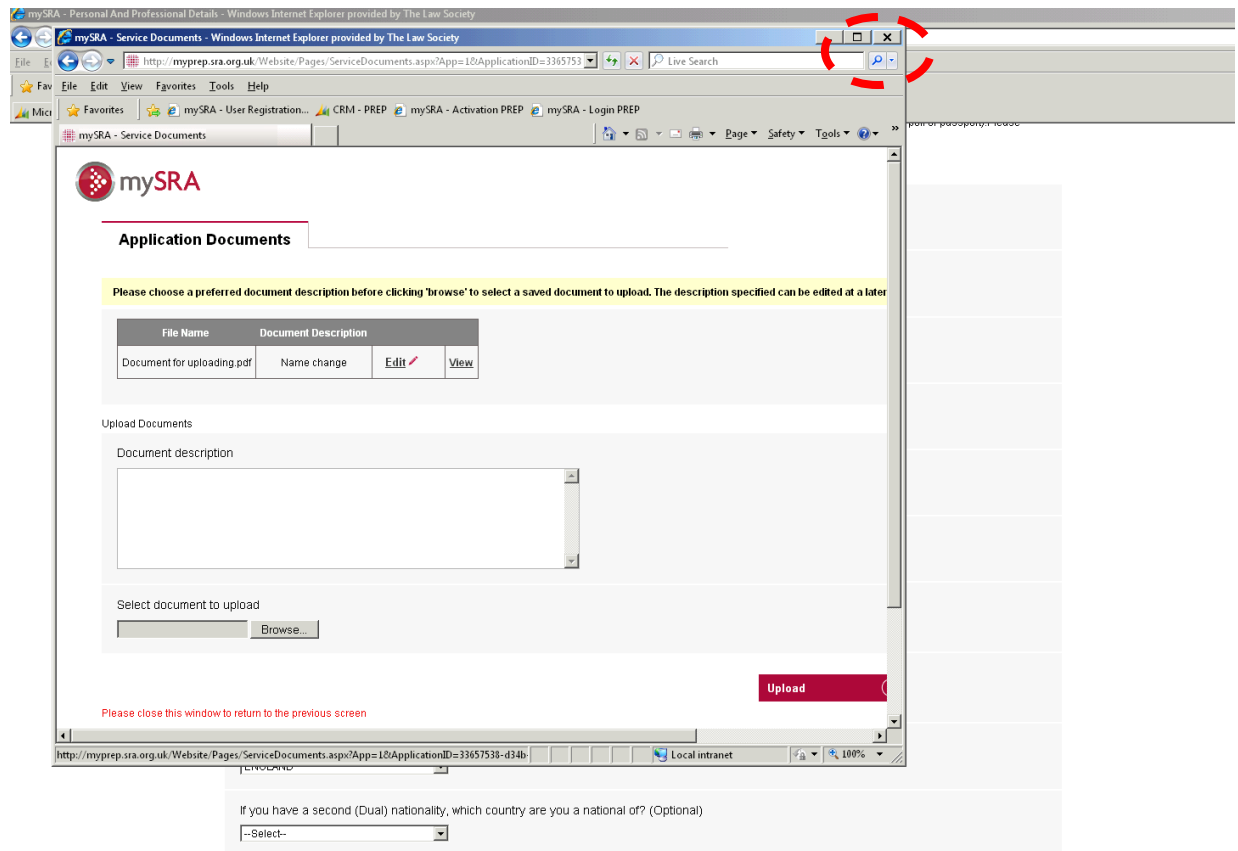 mySRA - Personal And Professional Details - Windows Internet Explorer provided by The Law Society
mySRA - Service Documents - Windows Internet Explorer provided by The Law Society
http://myprep.sra.org.uk/Website/Pages/ServiceDocuments.aspx?App=1&ApplicationID=3365753
Live Search
File
File Edit View Favorites Tools Help
Fav
Favorites mySRA - User Registration... CRM - PREP mySRA - Activation PREP mySRA - Login PREP
mySRA - Service Documents
Page Safety Tools »
mySRA
Application Documents
Please choose a preferred document description before clicking 'browse' to select a saved document to upload. The description specified can be edited at a later
File Name Document Description
Document for uploading.pdf Name change Edit View
Upload Documents
Document description
Select document to upload
Browse...
Upload
Please close this window to return to the previous screen
http://myprep.sra.org.uk/Website/Pages/ServiceDocuments.aspx?App=1&ApplicationID=33657538-d34b-
Local intranet
100%
ENGLAND
If you have a second (Dual) nationality, which country are you a national of? (Optional)
--Select--